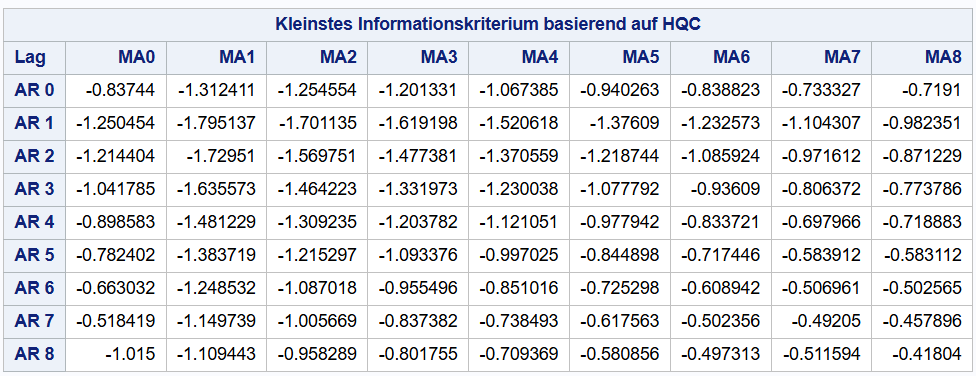 Kleinstes Informationskriterium basierend auf HQC
Lag MA0 MA1 MA2 MA3 MA4 MA5 MA6 MA7 MA8
AR 0 -0.83744 -1.312411 -1.254554 -1.201331 -1.067385 -0.940263 -0.838823 -0.733327 -0.7191
AR 1 -1.250454 -1.795137 -1.701135 -1.619198 -1.520618 -1.37609 -1.232573 -1.104307 -0.982351
AR 2 -1.214404 -1.72951 -1.569751 -1.477381 -1.370559 -1.218744 -1.085924 -0.971612 -0.871229
AR 3 -1.041785 -1.635573 -1.464223 -1.331973 -1.230038 -1.077792 -0.93609 -0.806372 -0.773786
AR 4 -0.898583 -1.481229 -1.309235 -1.203782 -1.121051 -0.977942 -0.833721 -0.697966 -0.718883
AR 5 -0.782402 -1.383719 -1.215297 -1.093376 -0.997025 -0.844898 -0.717446 -0.583912 -0.583112
AR 6 -0.663032 -1.248532 -1.087018 -0.955496 -0.851016 -0.725298 -0.608942 -0.506961 -0.502565
AR 7 -0.518419 -1.149739 -1.005669 -0.837382 -0.738493 -0.617563 -0.502356 -0.49205 -0.457896
AR 8 -1.015 -1.109443 -0.958289 -0.801755 -0.709369 -0.580856 -0.497313 -0.511594 -0.41804